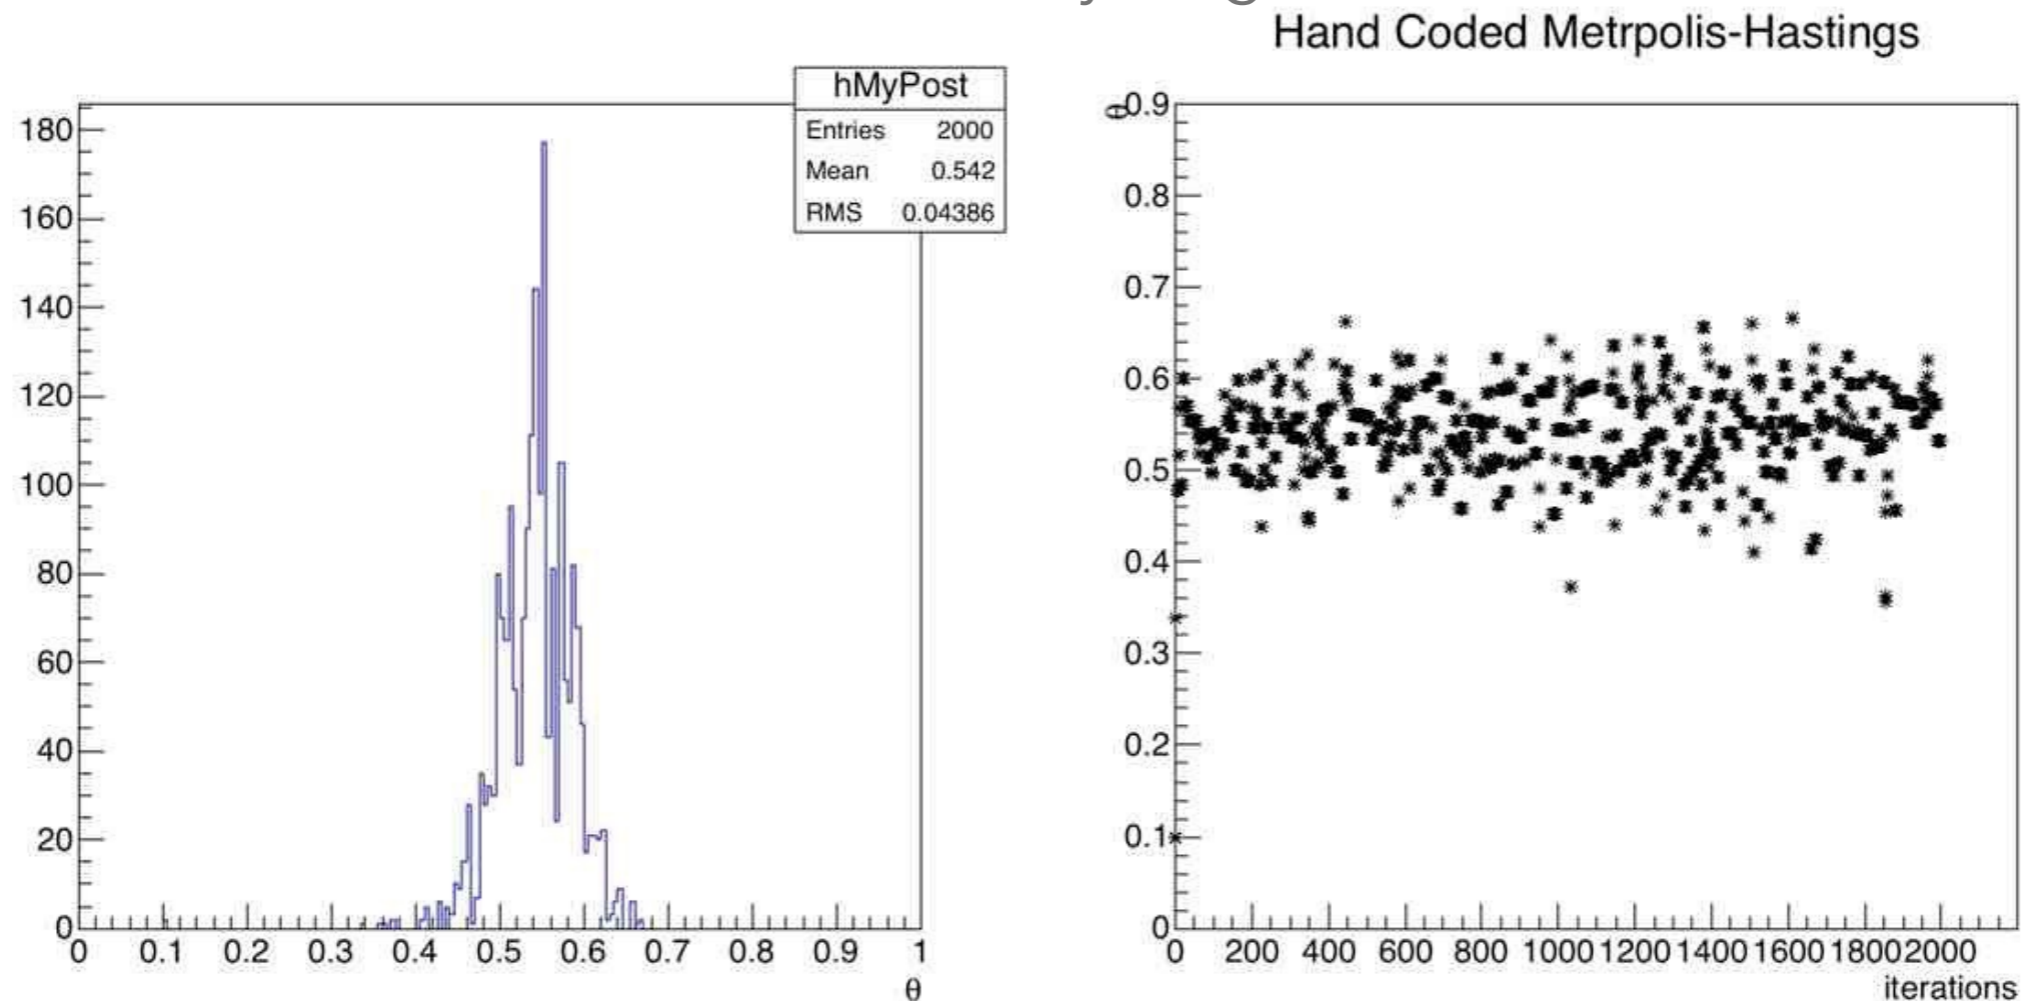 Hand Coded Metrpolis-Hastings
hMyPost
Entries 2000
Mean 0.542
RMS 0.04386
180
160
140
120
100
80
60
40
20
0
0 0.1 0.2 0.3 0.4 0.5 0.6 0.7 0.8 0.9 1
θ
θ
0.9
0.8
0.7
0.6
0.5
0.4
0.3
0.2
0.1
0
0 200 400 600 800 1000 1200 1400 1600 1800 2000
iterations